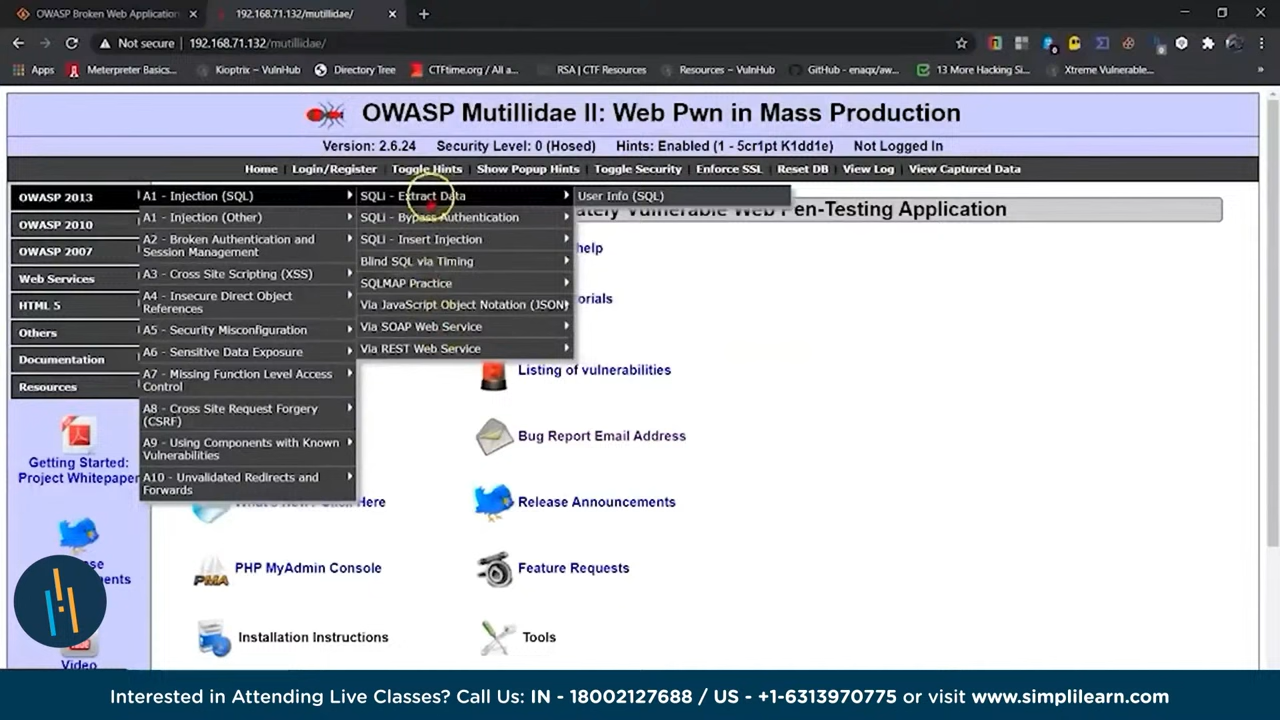 OWASP Broken Web Application
192.168.71.132/mutillidae/
Not secure
192.168.71.132/mutillidae/
Apps
Meterpreter Basics...
Kioptrix – VulnHub
Directory Tree
CTFtime.org / All a...
RSA | CTF Resources
Resources – VulnHub
GitHub - enaqx/aw...
13 More Hacking Si...
Xtreme Vulnerable...
OWASP Mutillidae II: Web Pwn in Mass Production
Version: 2.6.24 Security Level: 0 (Hosed) Hints: Enabled (1 - 5cr1pt K1dd1e) Not Logged In
Home Login/Register Toggle Hints Show Popup Hints Toggle Security Enforce SSL Reset DB View Log View Captured Data
OWASP 2013
OWASP 2010
OWASP 2007
Web Services
HTML 5
Others
Documentation
Resources
A1 - Injection (SQL)
A1 - Injection (Other)
A2 - Broken Authentication and
Session Management
A3 - Cross Site Scripting (XSS)
A4 - Insecure Direct Object
References
A5 - Security Misconfiguration
A6 - Sensitive Data Exposure
A7 - Missing Function Level Access
Control
A8 - Cross Site Request Forgery
(CSRF)
A9 - Using Components with Known
Vulnerabilities
A10 - Unvalidated Redirects and
Forwards
SQLi - Extract Data
SQLi - Bypass Authentication
SQLi - Insert Injection
Blind SQL via Timing
SQLMAP Practice
Via JavaScript Object Notation (JSON)
Via SOAP Web Service
Via REST Web Service
User Info (SQL)
Vulnerable Web Pen-Testing Application
help
Listing of vulnerabilities
Bug Report Email Address
Getting Started:
Project Whitepaper
Here
Release Announcements
PHP MyAdmin Console
PMA
Feature Requests
Installation Instructions
Tools
Video
Interested in Attending Live Classes? Call Us: IN - 18002127688 / US - +1-6313970775 or visit www.simplilearn.com